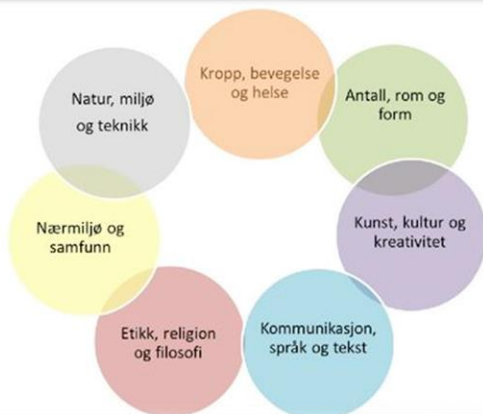 Kropp, bevegelse
og helse
Antall, rom og
form
Kunst, kultur og
kreativitet
Kommunikasjon,
språk og tekst
Etikk, religion
og filosofi
Nærmiljø og
samfunn
Natur, miljø
og teknikk